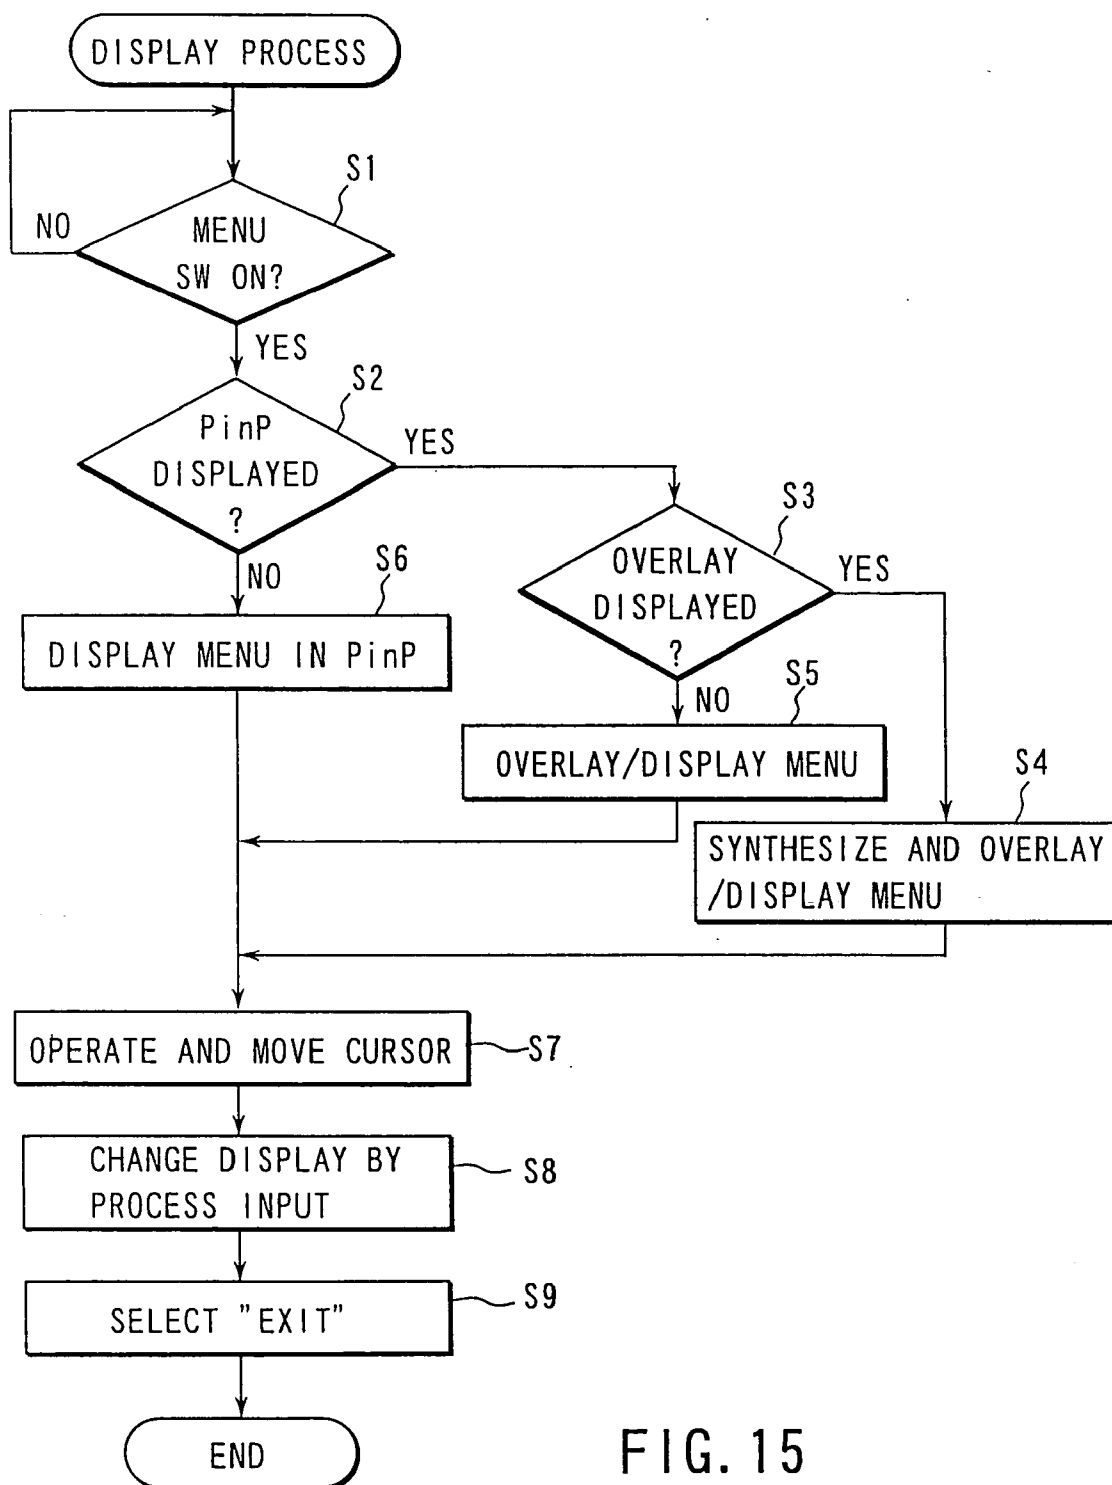 DISPLAY PROCESS
S1
NO
MENU
SW ON?
YES
S2
PinP
DISPLAYED
?
YES
S3
OVERLAY
DISPLAYED
?
YES
S6
NO
DISPLAY MENU IN PinP
S5
NO
OVERLAY/DISPLAY MENU
S4
SYNTHESIZE AND OVERLAY
/DISPLAY MENU
OPERATE AND MOVE CURSOR
S7
CHANGE DISPLAY BY
PROCESS INPUT
S8
SELECT "EXIT"
S9
END
FIG. 15